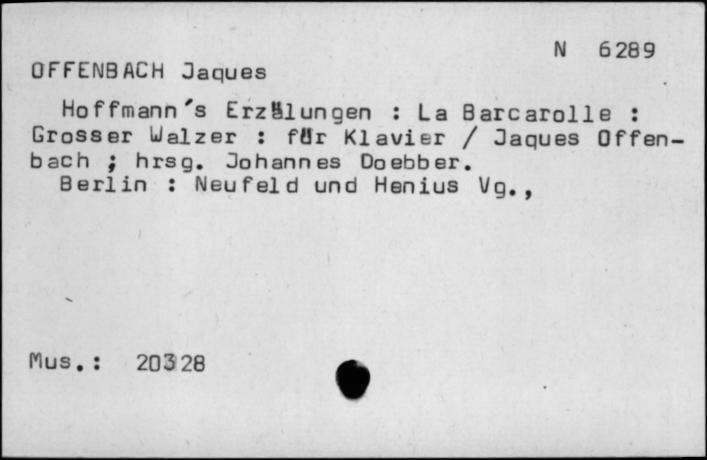 N 6289
OFFENBACH Jaques
Hoffmann's Erzälungen : La Barcarolle :
Grosser Walzer : für Klavier / Jaques Offen-
bach ; hrsg. Johannes Doebber.
Berlin : Neufeld und Henius Vg.,
Mus.: 20328